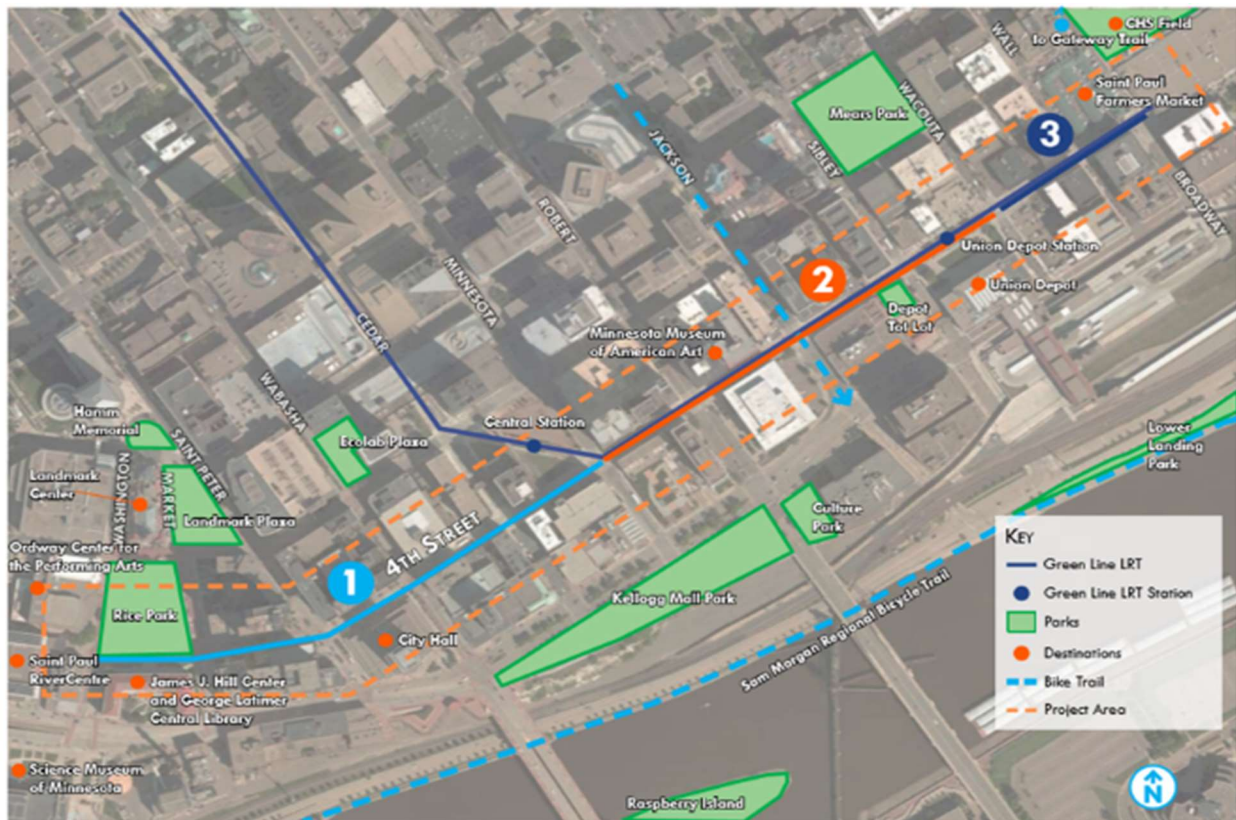 CHS Field
to Gateway Trail
WALL
Saint Paul
Farmers Market
3
Mears Park
WACOUTA
SIBLEY
JACKSON
BROADWAY
ROBERT
Union Depot Station
2
Union Depot
Depot
Tot Lot
MINNESOTA
Minnesota Museum
of American Art
CEDAR
WABASHA
Central Station
Hamm
Memorial
SAINT PETER
Ecolab Plaza
Lower
Landing
Park
Landmark
Center
WASHINGTON
MARKET
Landmark Plaza
Culture
Park
4TH STREET
Ordway Center for
the Performing Arts
1
Rice Park
Kellogg Mall Park
City Hall
Saint Paul
RiverCentre
James J. Hill Center
and George Latimer
Central Library
Sam Morgan Regional Bicycle Trail
Science Museum
of Minnesota
Raspberry Island
KEY
Green Line LRT
Green Line LRT Station
Parks
Destinations
Bike Trail
Project Area
N